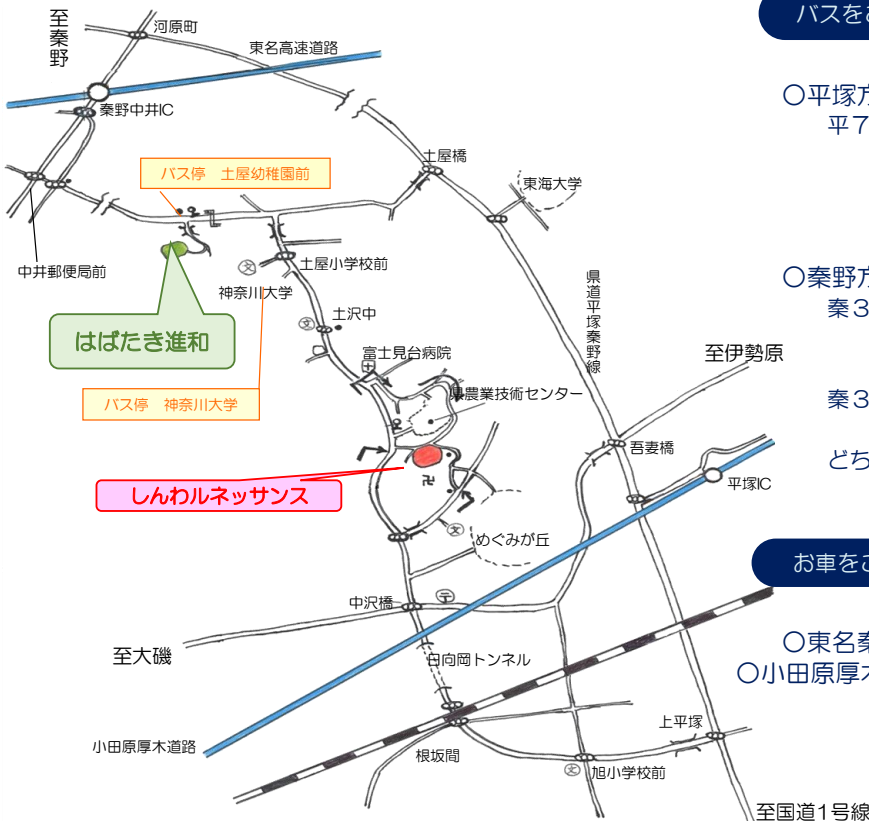 至秦野
河原町
東名高速道路
秦野中井IC
バス停 土屋幼稚園前
土屋橋
東海大学
中井郵便局前
はばたき進和
土屋小学校前
文
神奈川大学
土沢中
文
県道平塚秦野線
富士見台病院
至伊勢原
バス停 神奈川大学
県農業技術センター
吾妻橋
しんわルネッサンス
卍
平塚IC
文
めぐみが丘
中沢橋
〒
至大磯
日向岡トンネル
小田原厚木道路
根坂間
上平塚
文
旭小学校前
至国道1号線
バスをご
〇平塚方
平7
〇秦野方
秦3
秦3
どち
お車をご
〇東名秦
〇小田原厚木